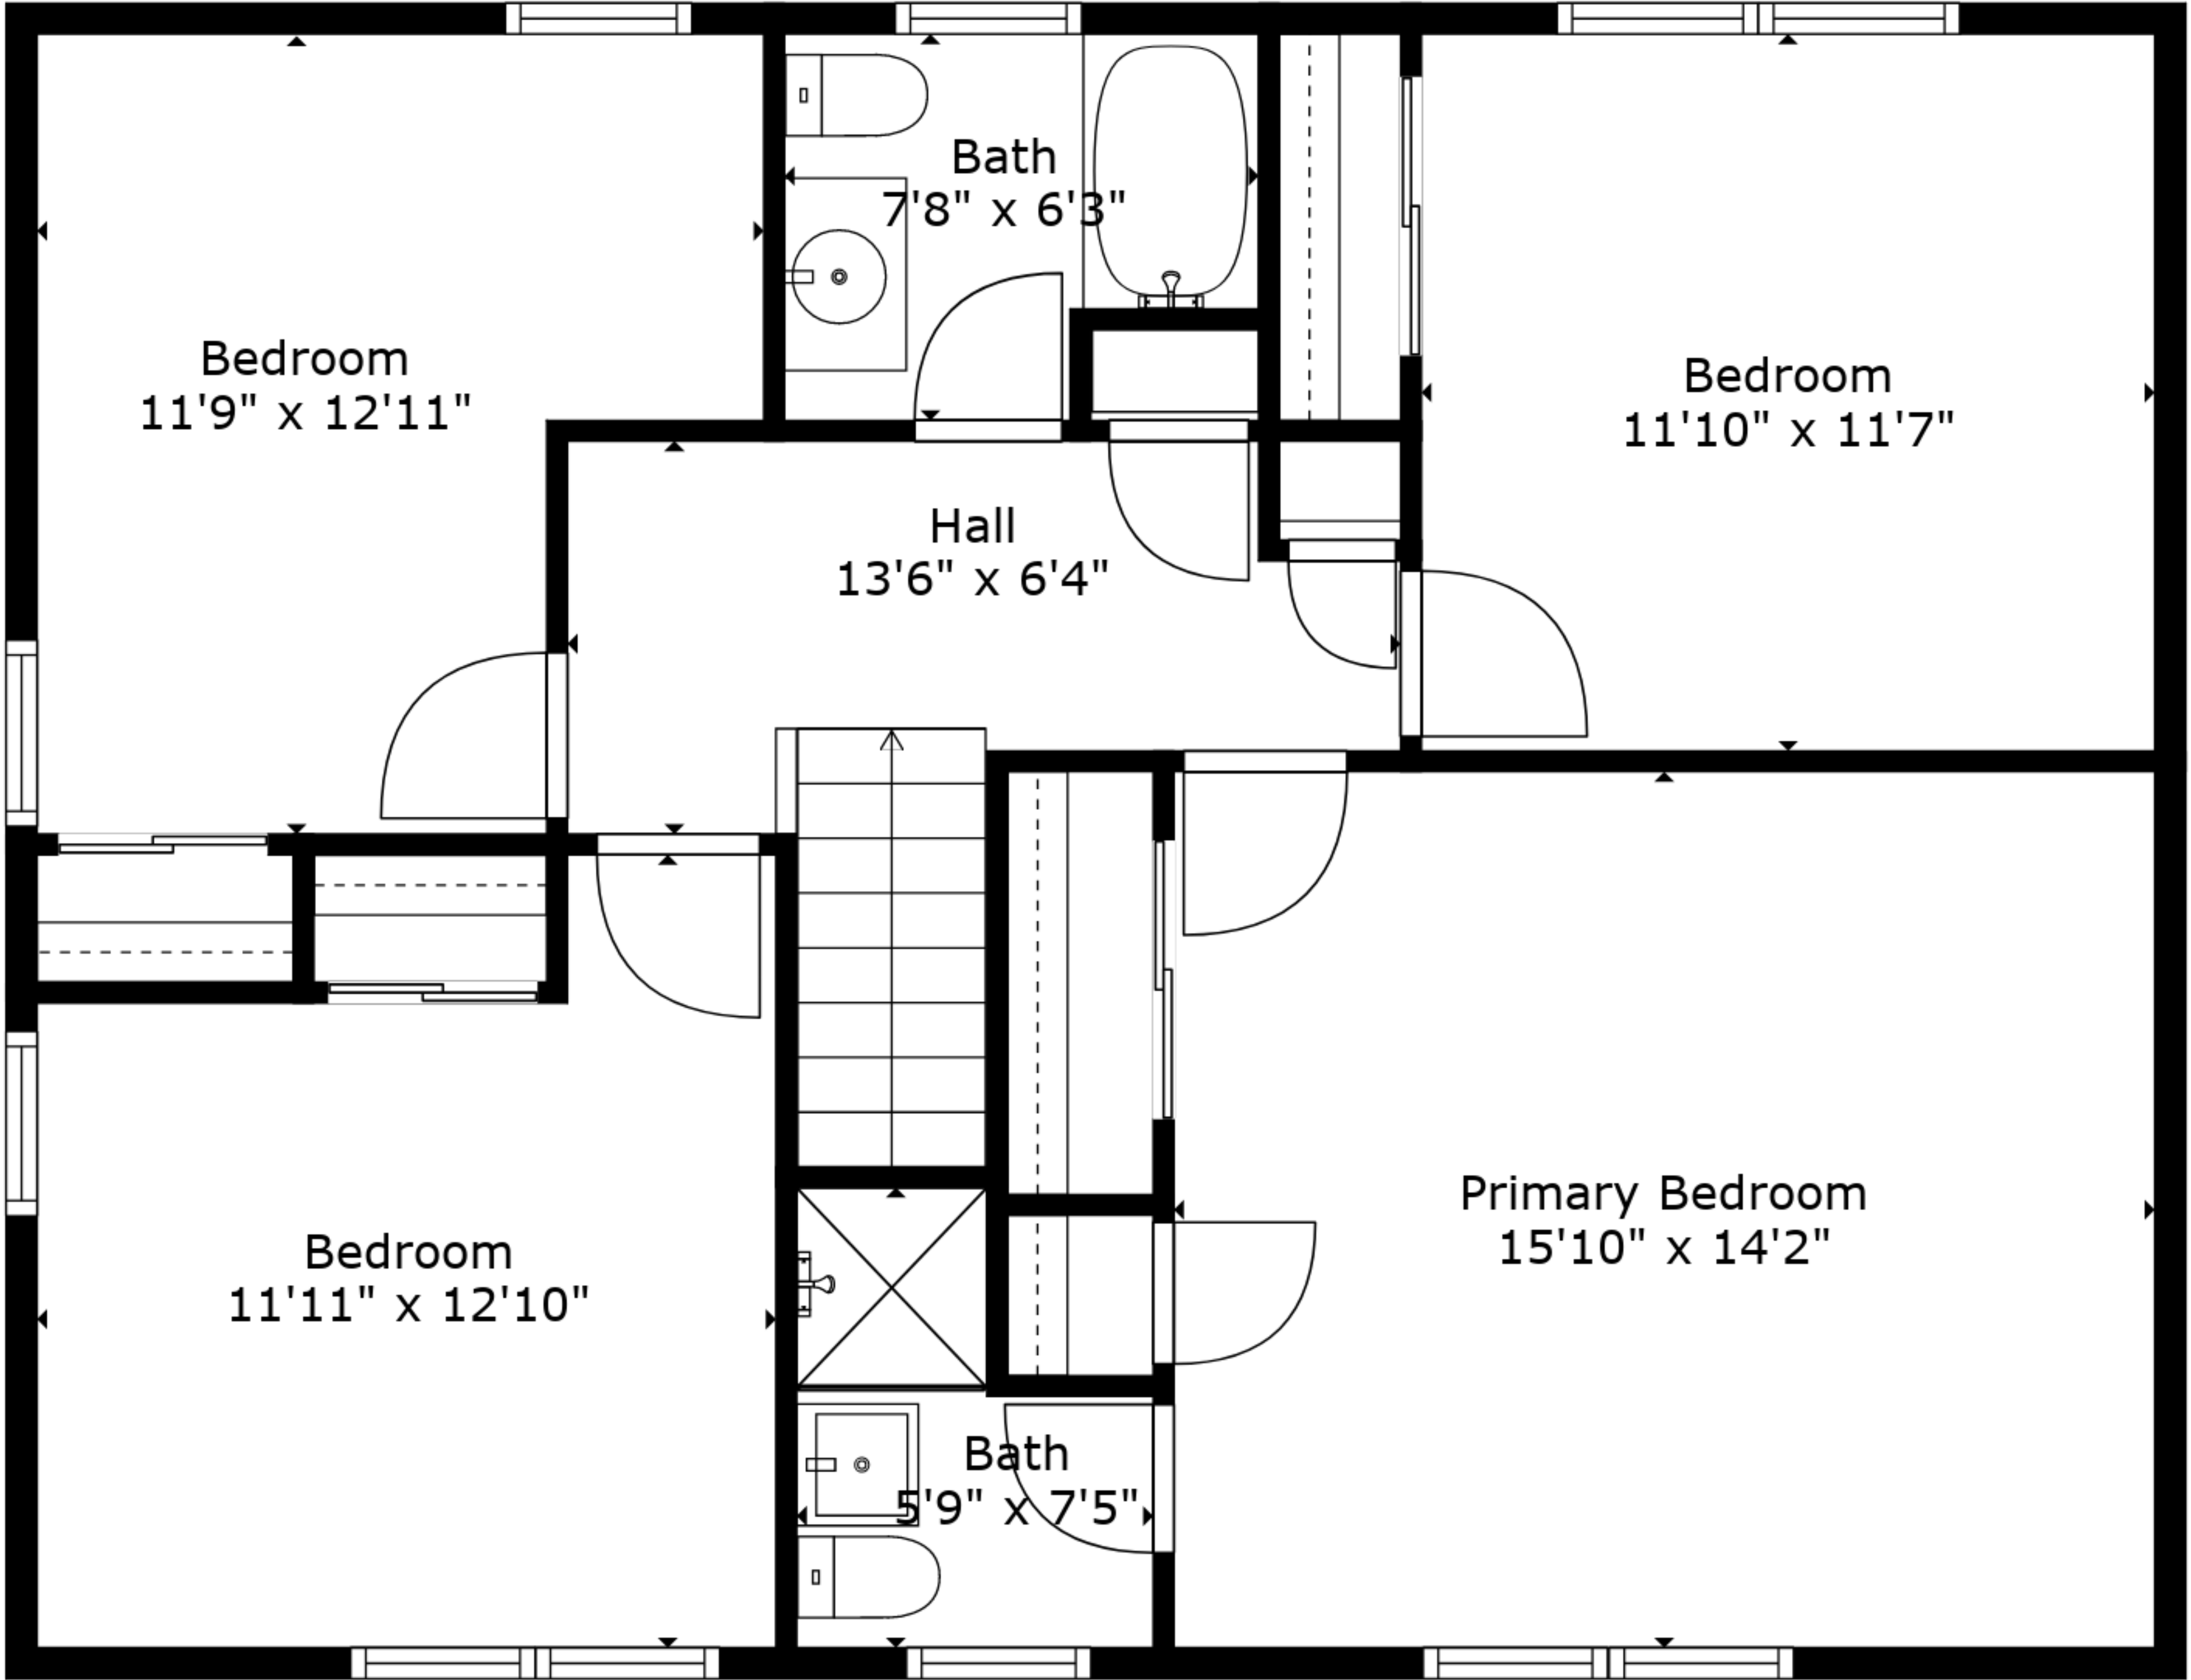 Bath
7'8" x 6'3"
Bedroom
11'9" x 12'11"
Bedroom
11'10" x 11'7"
Hall
13'6" x 6'4"
Primary Bedroom
15'10" x 14'2"
Bedroom
11'11" x 12'10"
Bath
5'9" x 7'5"